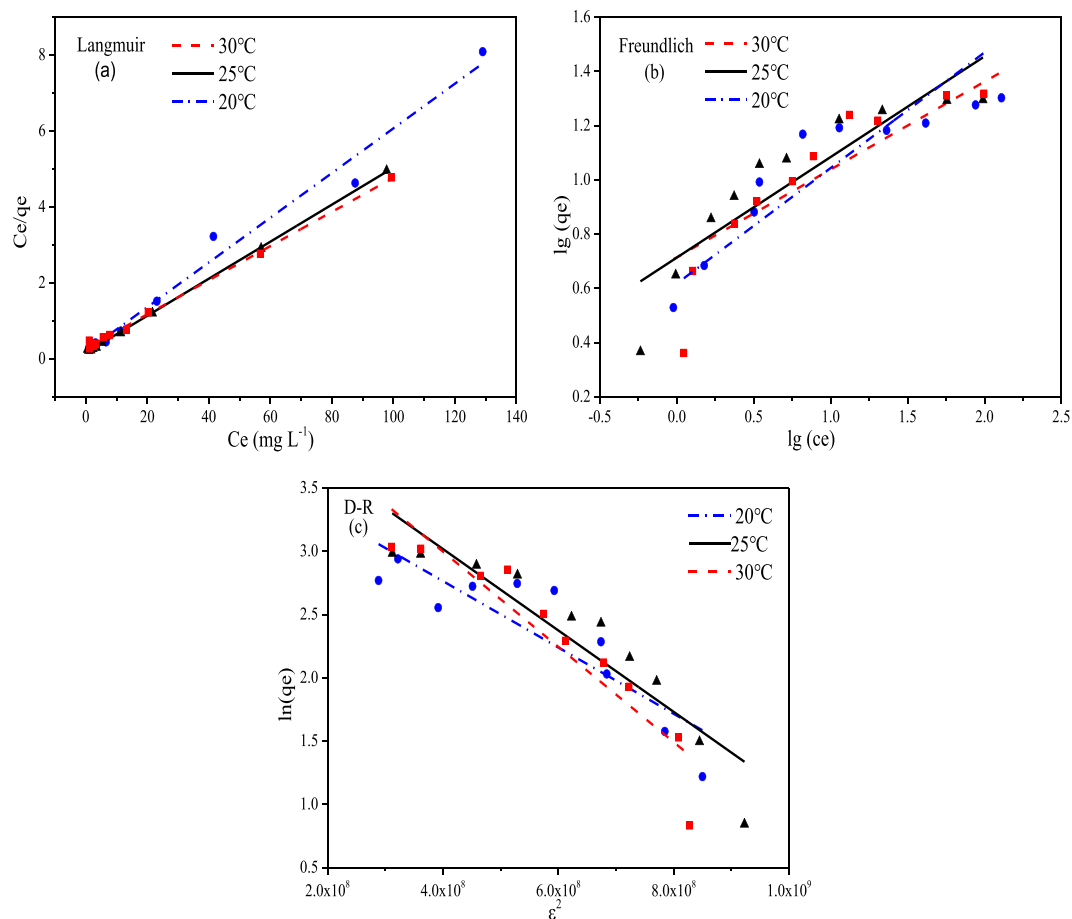 Langmuir
(a)
30℃
25℃
20℃
8
6
4
2
0
0 20 40 60 80 100 120 140
Ce/qe
Ce (mg L⁻¹)
Freundlich
(b)
30℃
25℃
20℃
1.6
1.4
1.2
1.0
0.8
0.6
0.4
0.2
-0.5 0.0 0.5 1.0 1.5 2.0 2.5
lg (qe)
lg (ce)
D-R
(c)
20℃
25℃
30℃
3.5
3.0
2.5
2.0
1.5
1.0
0.5
2.0x10⁸ 4.0x10⁸ 6.0x10⁸ 8.0x10⁸ 1.0x10⁹
ln(qe)
ε²